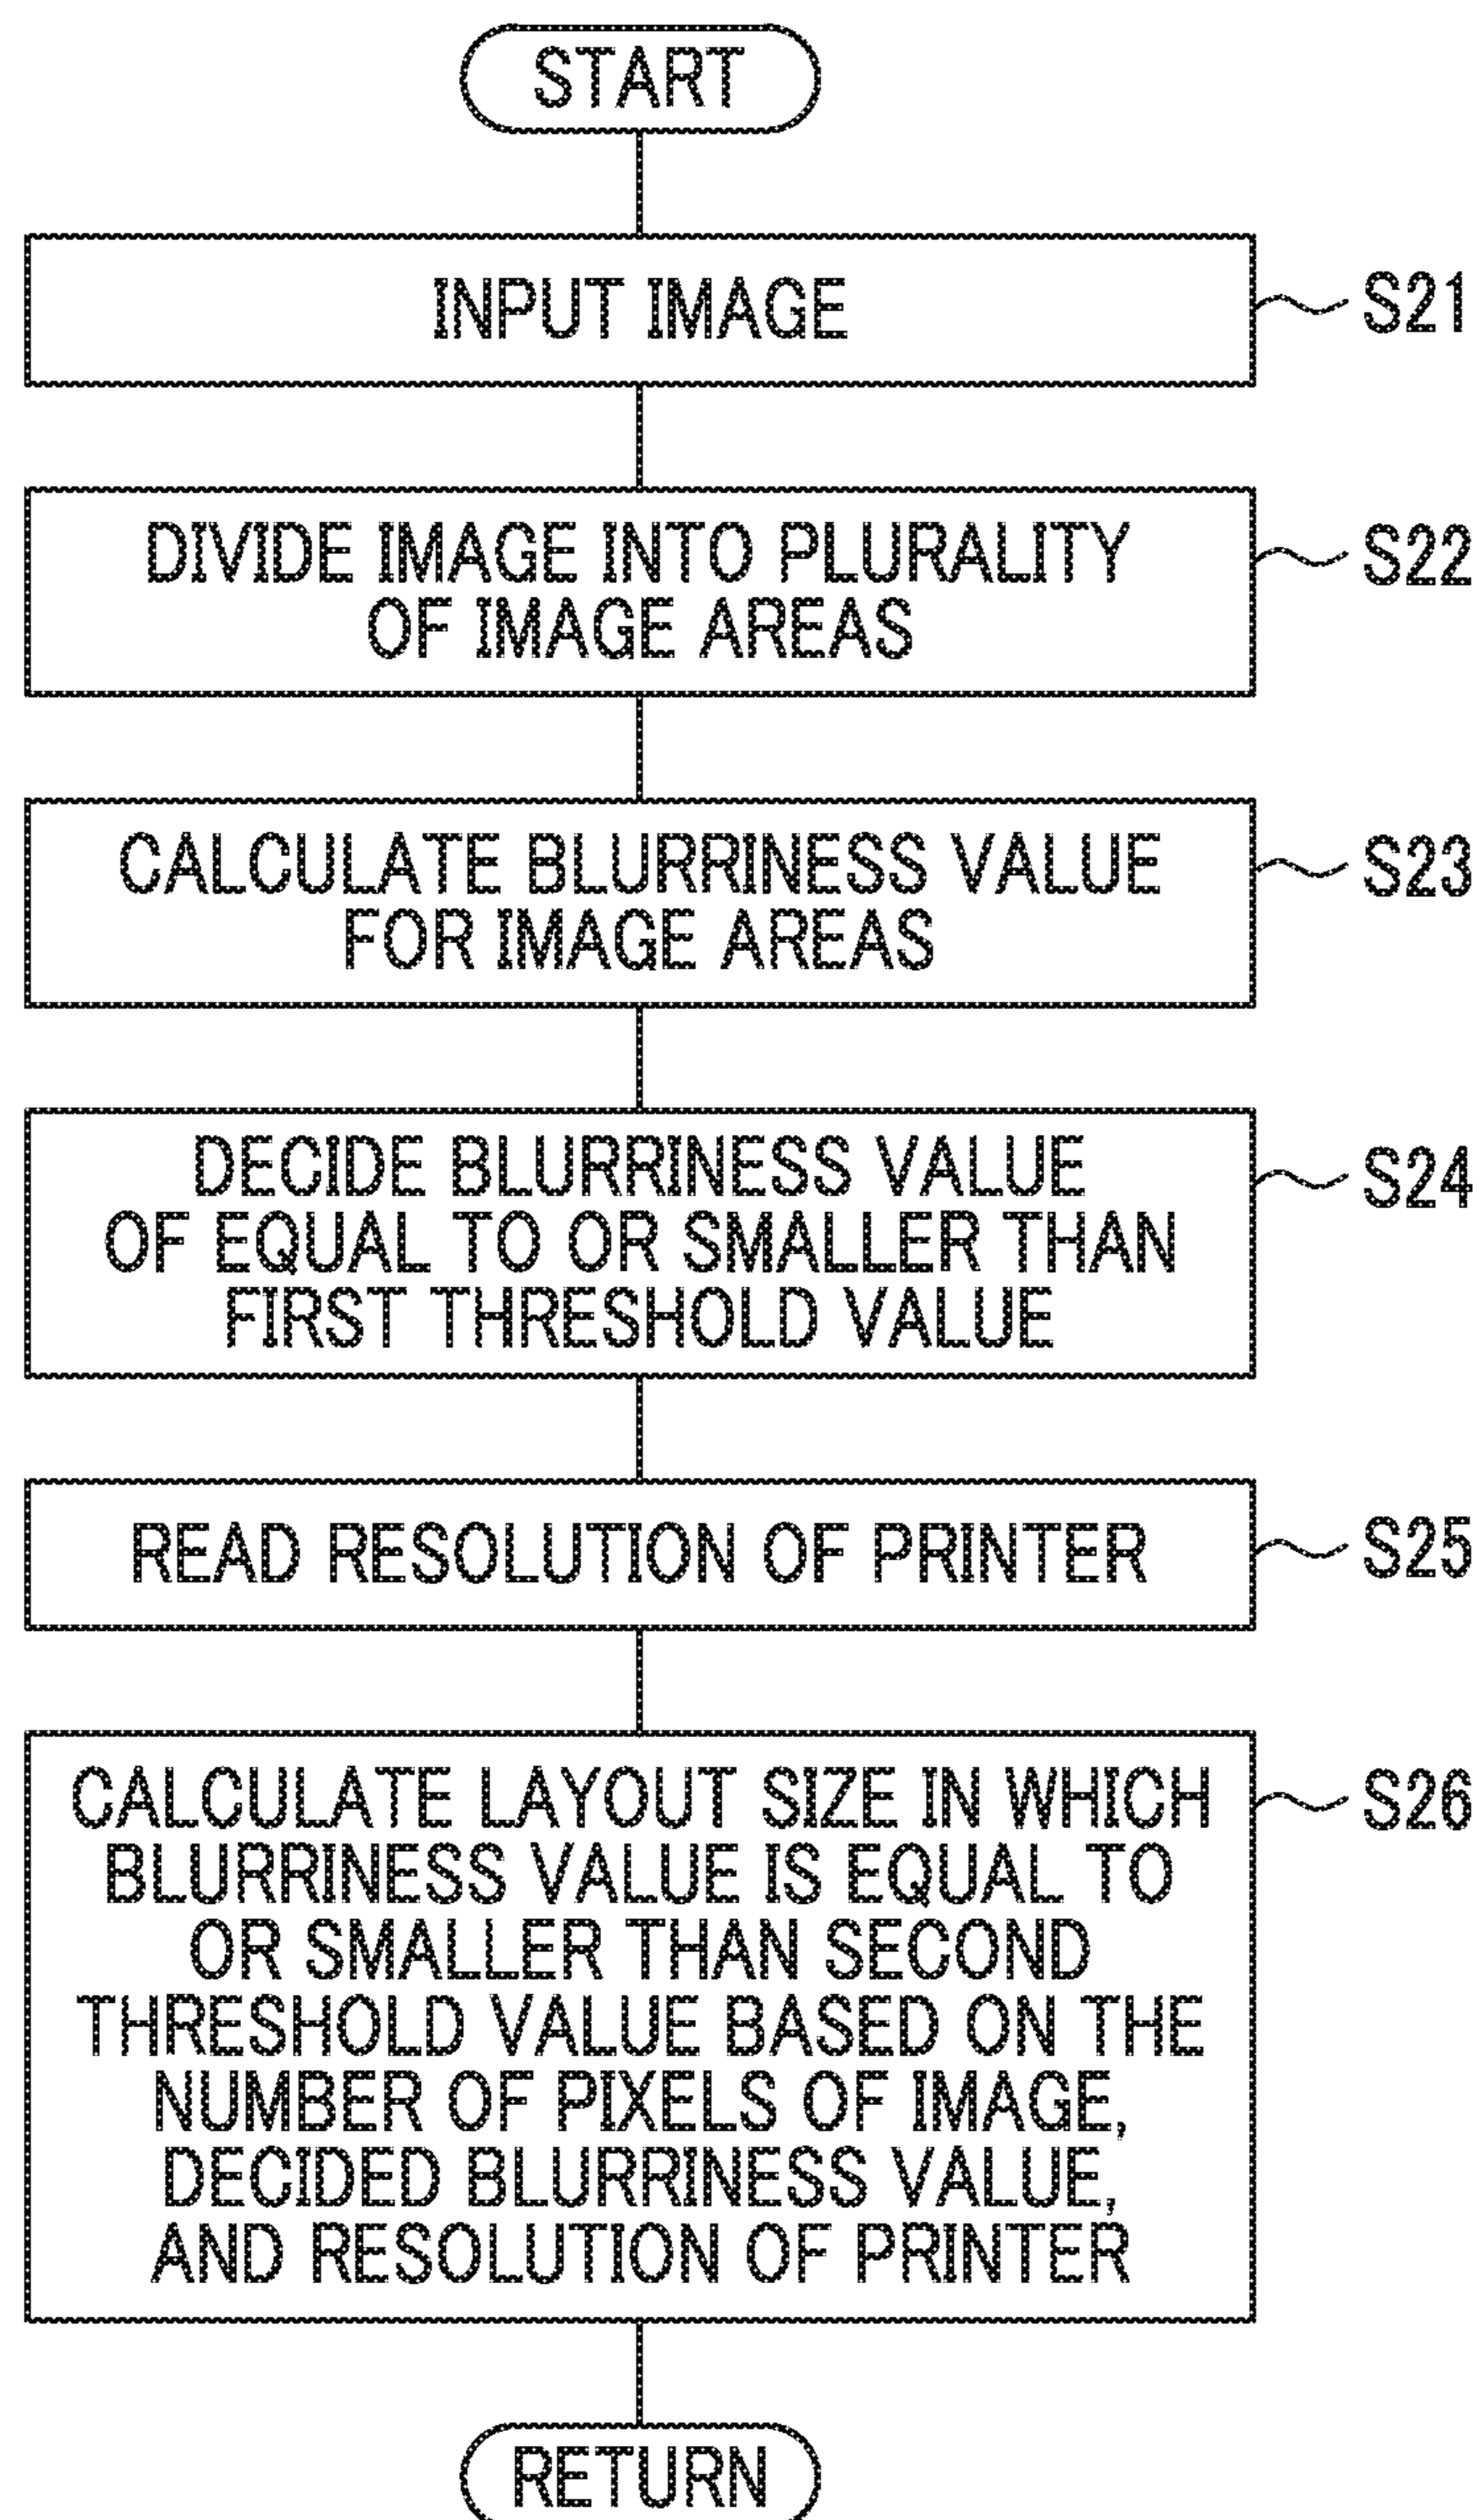 START
INPUT IMAGE
S21
DIVIDE IMAGE INTO PLURALITY
OF IMAGE AREAS
S22
CALCULATE BLURRINESS VALUE
FOR IMAGE AREAS
S23
DECIDE BLURRINESS VALUE
OF EQUAL TO OR SMALLER THAN
FIRST THRESHOLD VALUE
S24
READ RESOLUTION OF PRINTER
S25
CALCULATE LAYOUT SIZE IN WHICH
BLURRINESS VALUE IS EQUAL TO
OR SMALLER THAN SECOND
THRESHOLD VALUE BASED ON THE
NUMBER OF PIXELS OF IMAGE,
DECIDED BLURRINESS VALUE,
AND RESOLUTION OF PRINTER
S26
RETURN